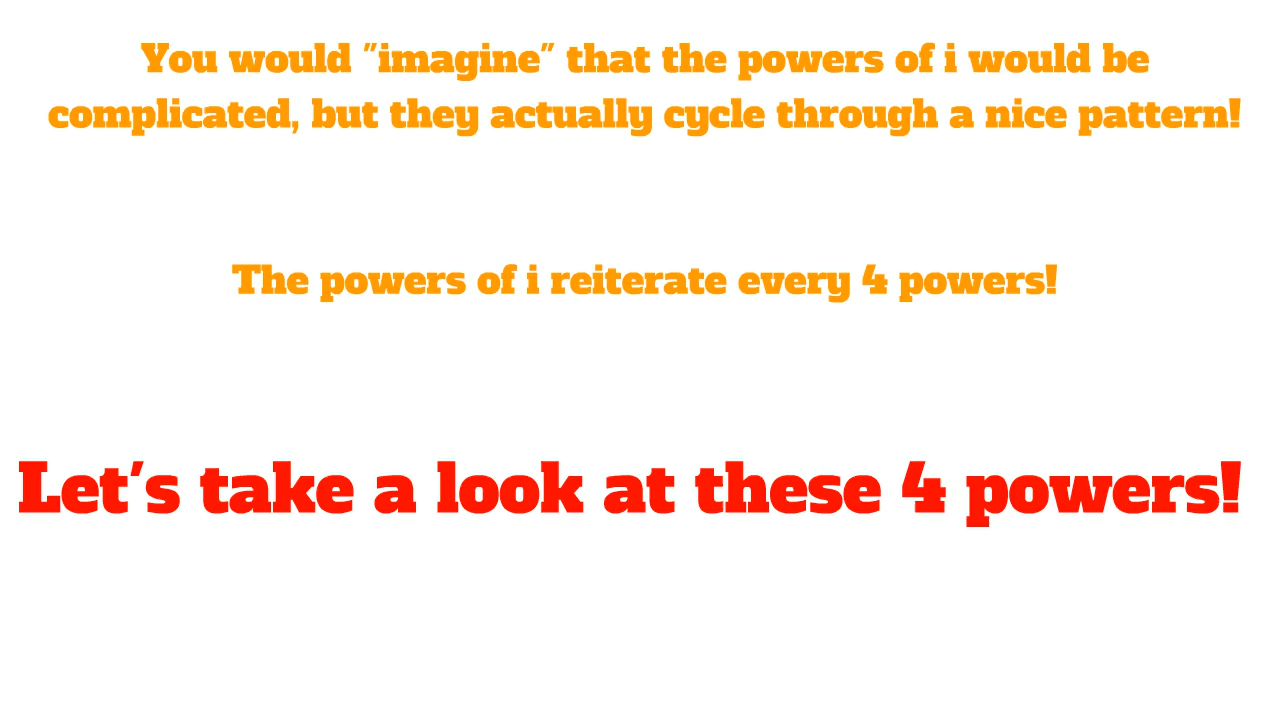 You would "imagine" that the powers of i would be
complicated, but they actually cycle through a nice pattern!
The powers of i reiterate every 4 powers!
Let's take a look at these 4 powers!